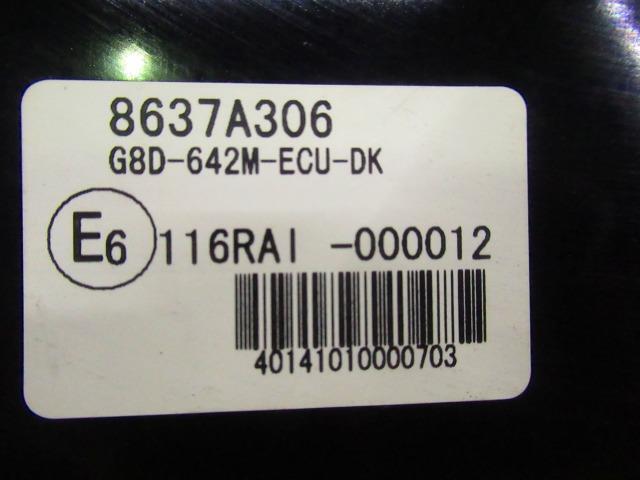 8637A306
G8D-642M-ECU-DK
E6 116RAI -000012
40141010000703